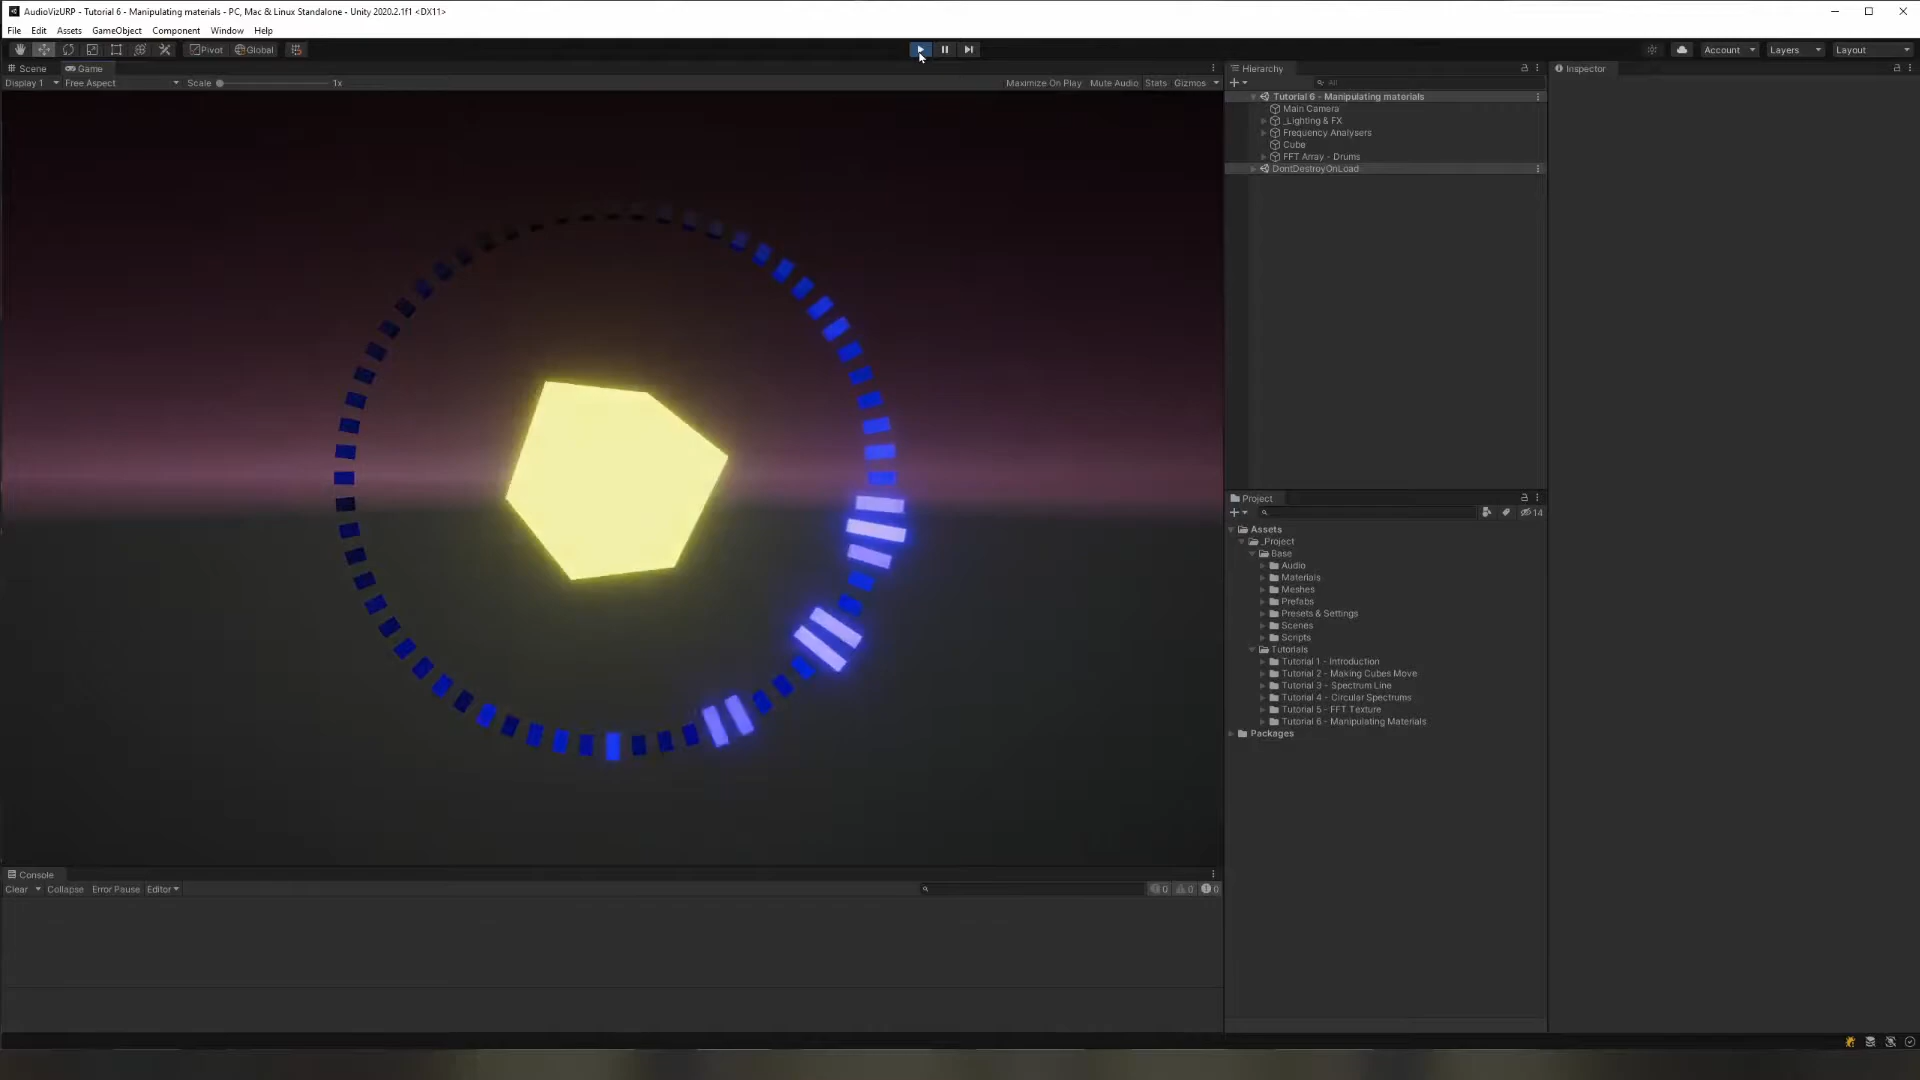 AudioVizURP - Tutorial 6 - Manipulating materials - PC, Mac & Linux Standalone - Unity 2020.2.1f1 <DX11>
File Edit Assets GameObject Component Window Help
Pivot Global Account Layers Layout
Scene Game
Display 1 Free Aspect Scale 1x Maximize On Play Mute Audio Stats Gizmos
Hierarchy
All
Tutorial 6 - Manipulating materials
Main Camera
_Lighting & FX
Frequency Analysers
Cube
FFT Array - Drums
DontDestroyOnLoad
Inspector
Project
14
Assets
_Project
Base
Audio
Materials
Meshes
Prefabs
Presets & Settings
Scenes
Scripts
Tutorials
Tutorial 1 - Introduction
Tutorial 2 - Making Cubes Move
Tutorial 3 - Spectrum Line
Tutorial 4 - Circular Spectrums
Tutorial 5 - FFT Texture
Tutorial 6 - Manipulating Materials
Packages
Console
Clear Collapse Error Pause Editor 0 0 0